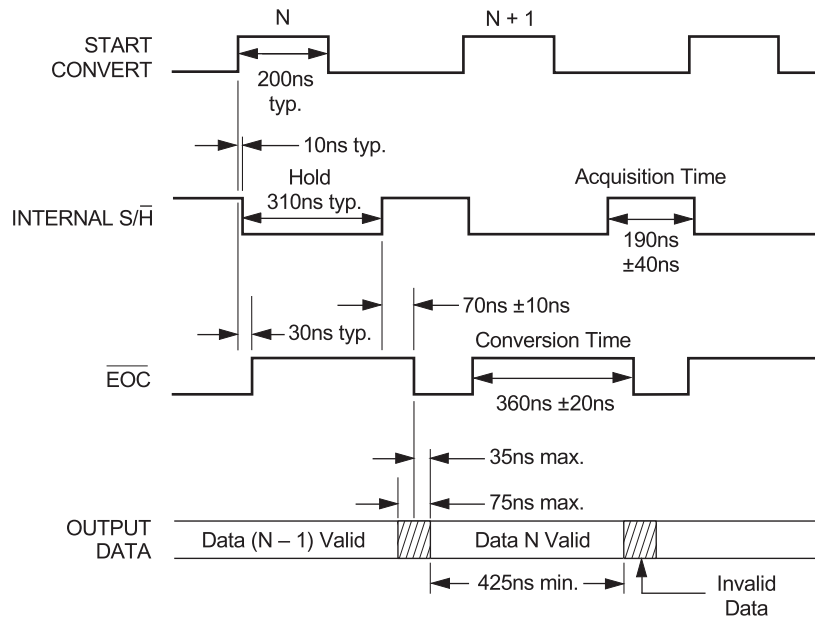 N
N + 1
START
CONVERT
200ns
typ.
10ns typ.
Hold
310ns typ.
Acquisition Time
INTERNAL S/H̅
190ns
±40ns
70ns ±10ns
30ns typ.
Conversion Time
E̅O̅C̅
360ns ±20ns
35ns max.
75ns max.
OUTPUT
DATA
Data (N – 1) Valid
Data N Valid
425ns min.
Invalid
Data